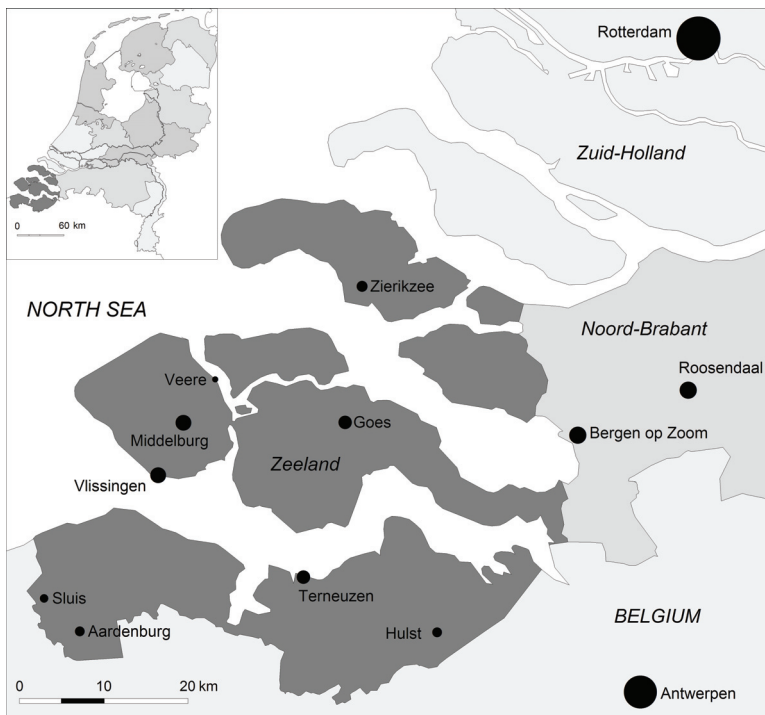 Rotterdam
Zuid-Holland
0 60 km
NORTH SEA
Zierikzee
Noord-Brabant
Roosendaal
Veere
Middelburg
Goes
Bergen op Zoom
Zeeland
Vlissingen
Terneuzen
Sluis
Aardenburg
Hulst
BELGIUM
0 10 20 km
Antwerpen